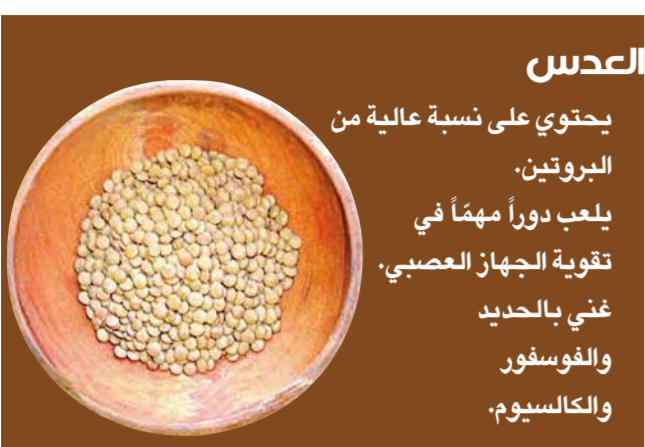 العدس
يحتوي على نسبة عالية من
البروتين.
يلعب دوراً مهمّاً في
تقوية الجهاز العصبي.
غني بالحديد
والفوسفور
والكالسيوم.